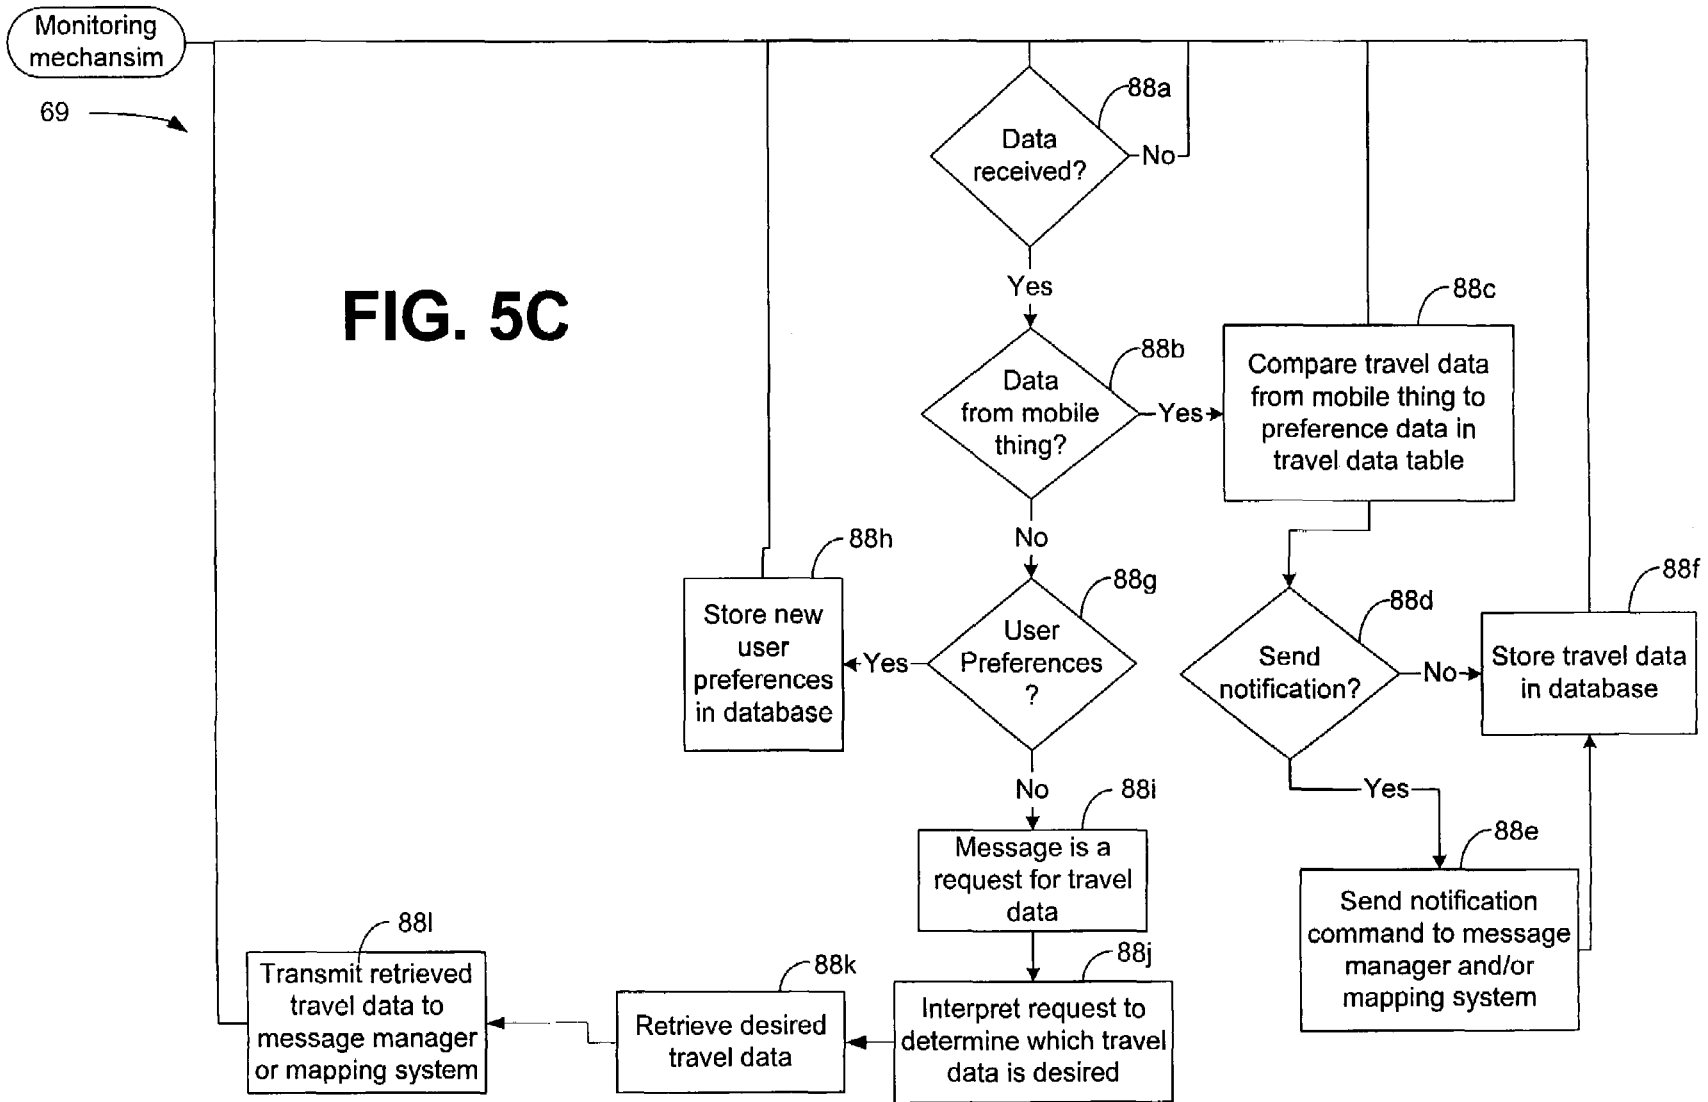 Monitoring
mechansim
69
88a
Data
received?
No
Yes
FIG. 5C
88b
Data
from mobile
thing?
Yes
88c
Compare travel data
from mobile thing to
preference data in
travel data table
No
88h
Store new
user
preferences
in database
Yes
88g
User
Preferences
?
88d
Send
notification?
No
88f
Store travel data
in database
No
Yes
88i
Message is a
request for travel
data
88e
Send notification
command to message
manager and/or
mapping system
88l
Transmit retrieved
travel data to
message manager
or mapping system
88k
Retrieve desired
travel data
88j
Interpret request to
determine which travel
data is desired